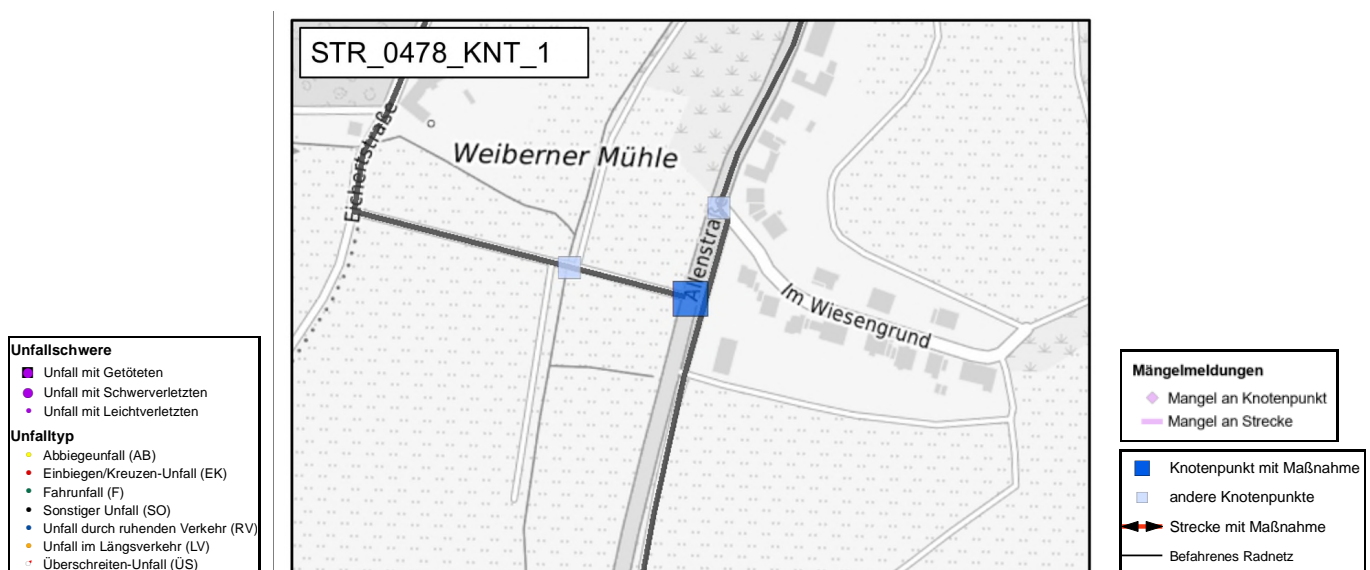 STR_0478_KNT_1
Weiberner Mühle
Eichertstraße
Allenstraß
Im Wiesengrund
Unfallschwere
Unfall mit Getöteten
Unfall mit Schwerverletzten
Unfall mit Leichtverletzten
Unfalltyp
Abbiegeunfall (AB)
Einbiegen/Kreuzen-Unfall (EK)
Fahrunfall (F)
Sonstiger Unfall (SO)
Unfall durch ruhenden Verkehr (RV)
Unfall im Längsverkehr (LV)
Überschreiten-Unfall (ÜS)
Mängelmeldungen
Mangel an Knotenpunkt
Mangel an Strecke
Knotenpunkt mit Maßnahme
andere Knotenpunkte
Strecke mit Maßnahme
Befahrenes Radnetz